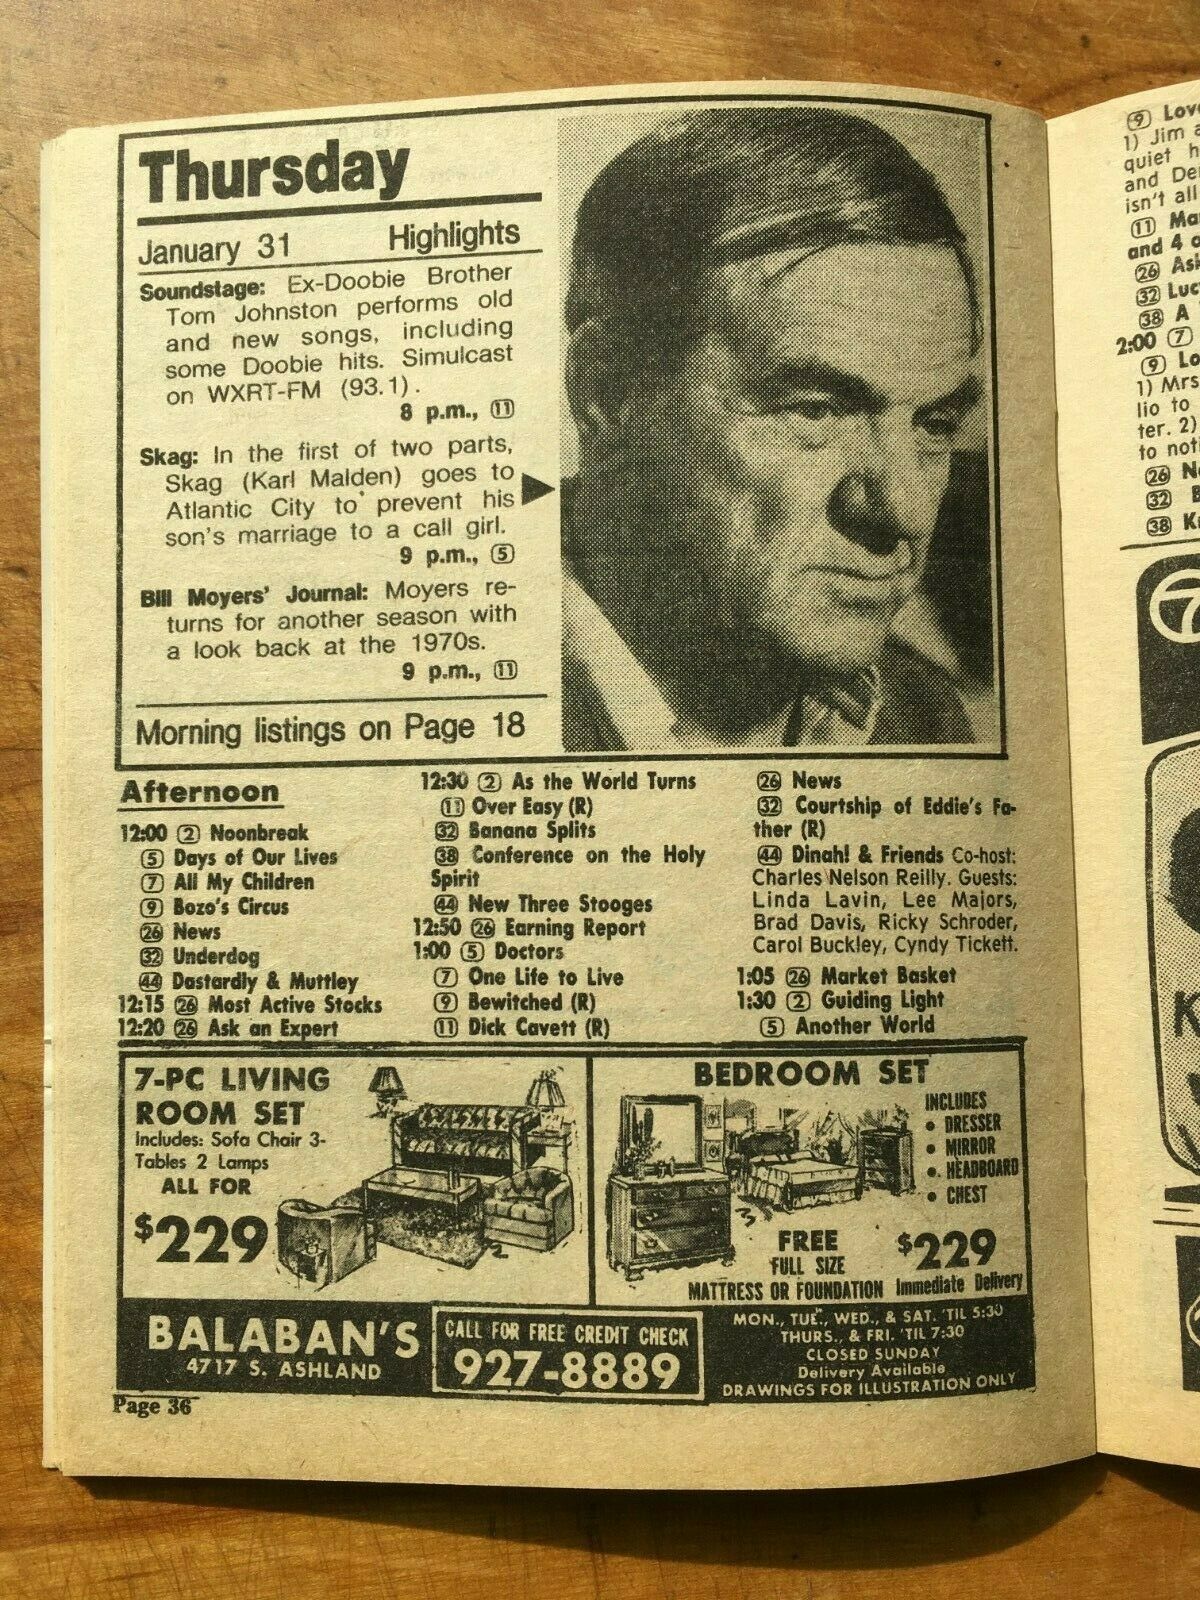 Thursday
January 31 Highlights
Soundstage: Ex-Doobie Brother
Tom Johnston performs old
and new songs, including
some Doobie hits. Simulcast
on WXRT-FM (93.1).
8 p.m., 11
Skag: In the first of two parts,
Skag (Karl Malden) goes to
Atlantic City to prevent his
son's marriage to a call girl.
9 p.m., 5
Bill Moyers' Journal: Moyers re-
turns for another season with
a look back at the 1970s.
9 p.m., 11
Morning listings on Page 18
Afternoon
12:00 2 Noonbreak
5 Days of Our Lives
7 All My Children
9 Bozo's Circus
26 News
32 Underdog
44 Dastardly & Muttley
12:15 26 Most Active Stocks
12:20 26 Ask an Expert
12:30 2 As the World Turns
11 Over Easy (R)
32 Banana Splits
38 Conference on the Holy
Spirit
44 New Three Stooges
12:50 26 Earning Report
1:00 5 Doctors
7 One Life to Live
9 Bewitched (R)
11 Dick Cavett (R)
26 News
32 Courtship of Eddie's Fa-
ther (R)
44 Dinah! & Friends Co-host:
Charles Nelson Reilly. Guests:
Linda Lavin, Lee Majors,
Brad Davis, Ricky Schroder,
Carol Buckley, Cyndy Tickett.
1:05 26 Market Basket
1:30 2 Guiding Light
5 Another World
7-PC LIVING
ROOM SET
Includes: Sofa Chair 3-
Tables 2 Lamps
ALL FOR
$229
BEDROOM SET
INCLUDES
• DRESSER
• MIRROR
• HEADBOARD
• CHEST
FREE
FULL SIZE
MATTRESS OR FOUNDATION
$229
Immediate Delivery
BALABAN'S
4717 S. ASHLAND
CALL FOR FREE CREDIT CHECK
927-8889
MON., TUE., WED., & SAT. 'TIL 5:30
THURS., & FRI. 'TIL 7:30
CLOSED SUNDAY
Delivery Available
DRAWINGS FOR ILLUSTRATION ONLY
Page 36
9
1) Jim
quiet
and
isn't all
11
and 4
26
32
38 A
2:00 7
9
1) Mrs
lio to
ter. 2)
to
26
32
38
7